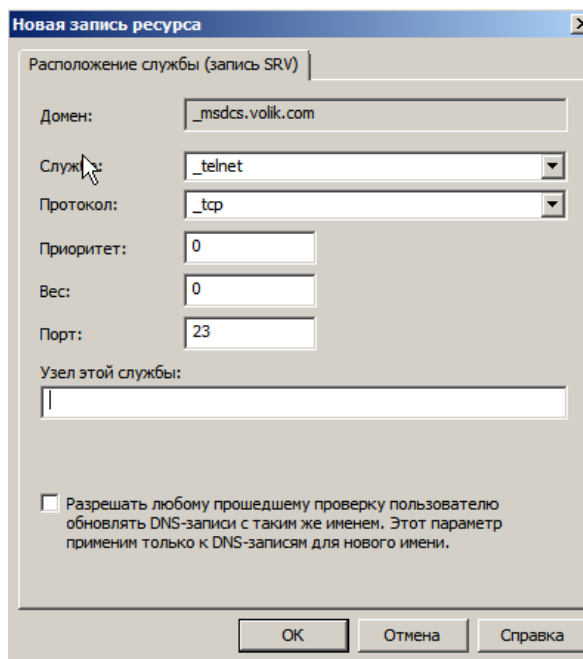 Новая запись ресурса
Расположение службы (запись SRV)
Домен: _msdcs.volik.com
Служба: _telnet
Протокол: _tcp
Приоритет: 0
Вес: 0
Порт: 23
Узел этой службы:
Разрешать любому прошедшему проверку пользователю
обновлять DNS-записи с таким же именем. Этот параметр
применим только к DNS-записям для нового имени.
OK Отмена Справка